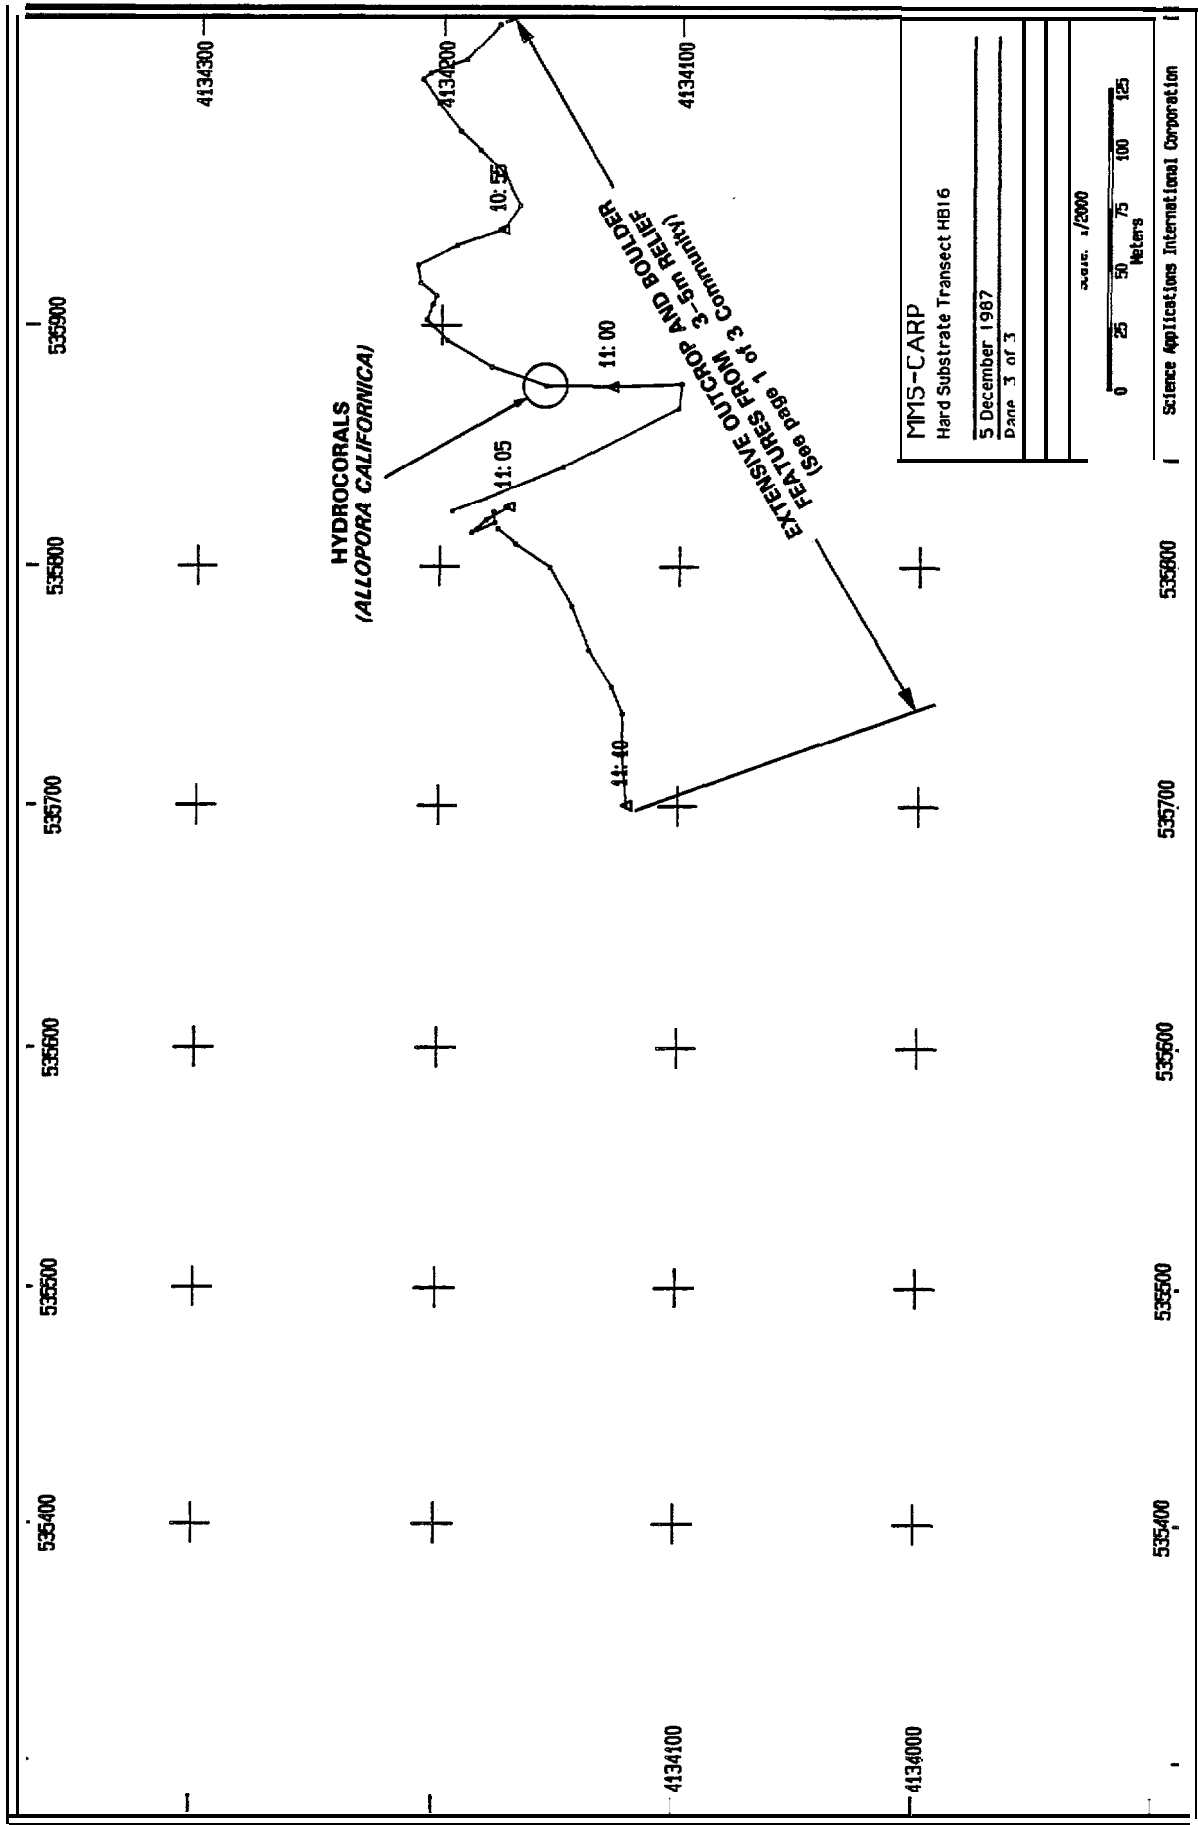 535400
535500
535600
535700
535800
535900
4134300
4134200
4134100
HYDROCORALS
(ALLOPORA CALIFORNICA)
10:55
11:00
11:05
11:10
EXTENSIVE OUTCROP AND BOULDER
FEATURES FROM 3-5m RELIEF
(See page 1 of 3 Community)
4134100
4134000
MMS-CARP
Hard Substrate Transect HB16
5 December 1987
Page 3 of 3
Scale: 1/2000
0 25 50 75 100 125
Meters
Science Applications International Corporation
535400
535500
535600
535700
535800